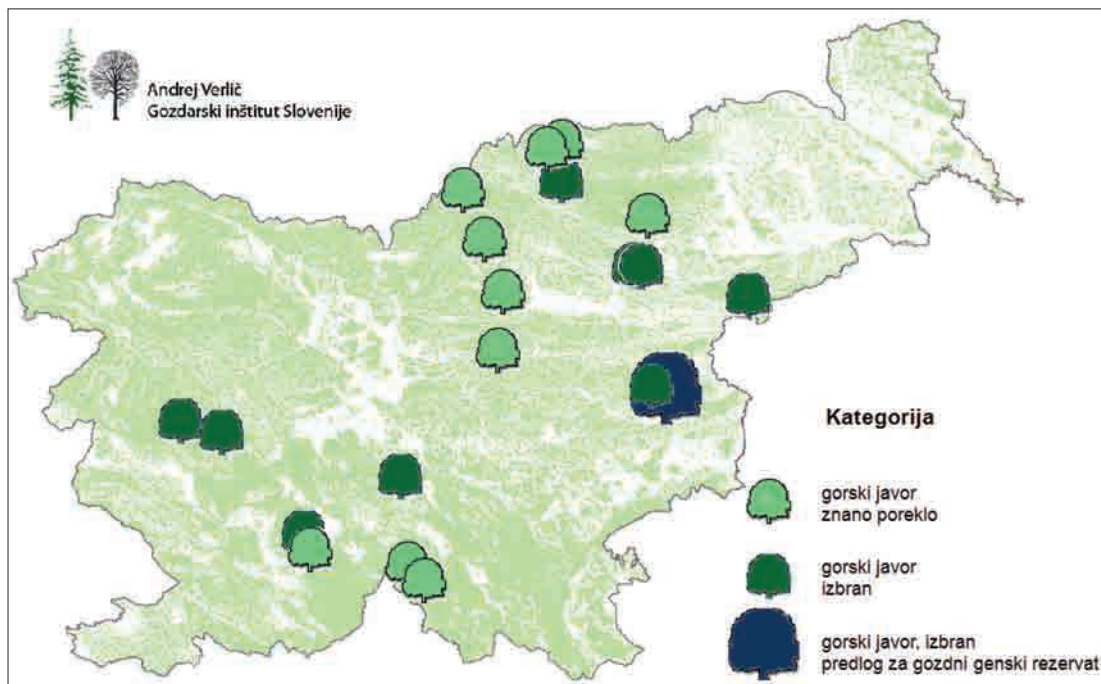 Andrej Verlič
Gozdarski inštitut Slovenije
Kategorija
gorski javor
znano poreklo
gorski javor
izbran
gorski javor, izbran
predlog za gozdni genski rezervat